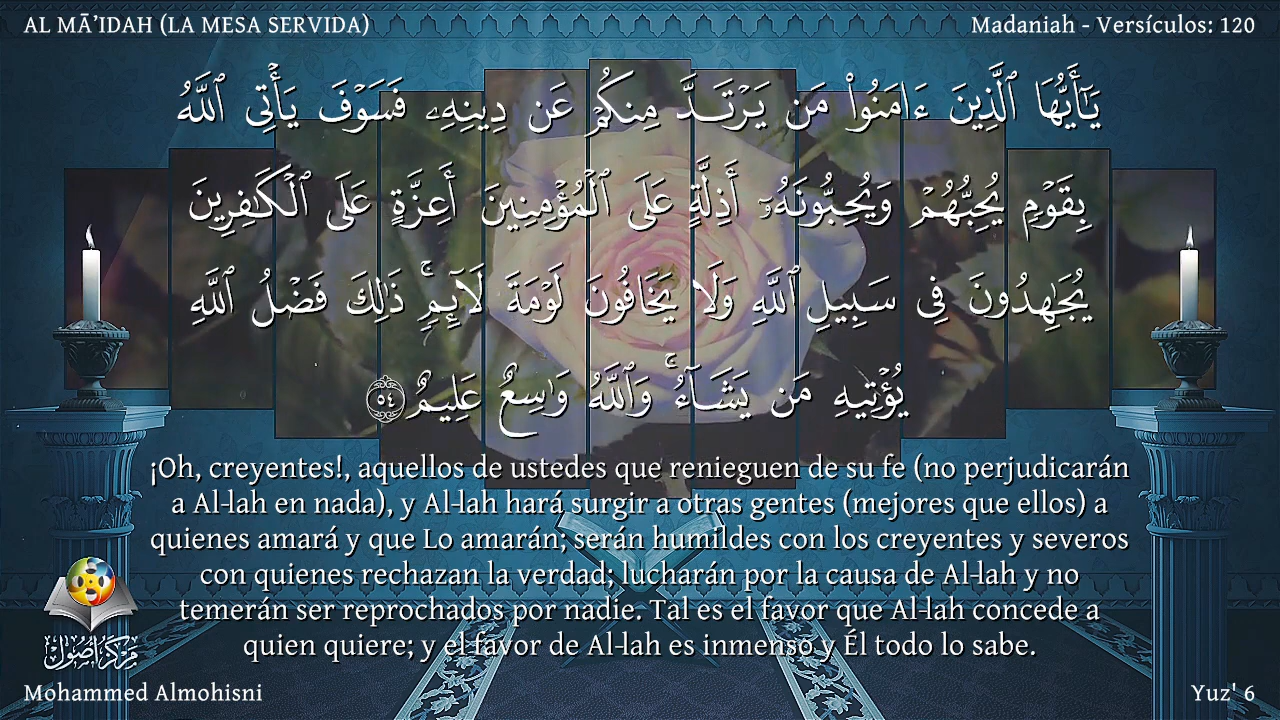 AL MĀ’IDAH (LA MESA SERVIDA)
Madaniah - Versículos: 120
يَـٰٓأَيُّهَا ٱلَّذِينَ ءَامَنُوا۟ مَن يَرْتَدَّ مِنكُمْ عَن دِينِهِۦ فَسَوْفَ يَأْتِى ٱللَّهُ
بِقَوْمٍ يُحِبُّهُمْ وَيُحِبُّونَهُۥٓ أَذِلَّةٍ عَلَى ٱلْمُؤْمِنِينَ أَعِزَّةٍ عَلَى ٱلْكَـٰفِرِينَ
يُجَـٰهِدُونَ فِى سَبِيلِ ٱللَّهِ وَلَا يَخَافُونَ لَوْمَةَ لَآئِمٍ ۚ ذَٰلِكَ فَضْلُ ٱللَّهِ
يُؤْتِيهِ مَن يَشَآءُ ۚ وَٱللَّهُ وَٰسِعٌ عَلِيمٌ ٥٤
¡Oh, creyentes!, aquellos de ustedes que renieguen de su fe (no perjudicarán
a Al-lah en nada), y Al-lah hará surgir a otras gentes (mejores que ellos) a
quienes amará y que Lo amarán; serán humildes con los creyentes y severos
con quienes rechazan la verdad; lucharán por la causa de Al-lah y no
temerán ser reprochados por nadie. Tal es el favor que Al-lah concede a
quien quiere; y el favor de Al-lah es inmenso y Él todo lo sabe.
مركز أصول
Mohammed Almohisni
Yuz' 6